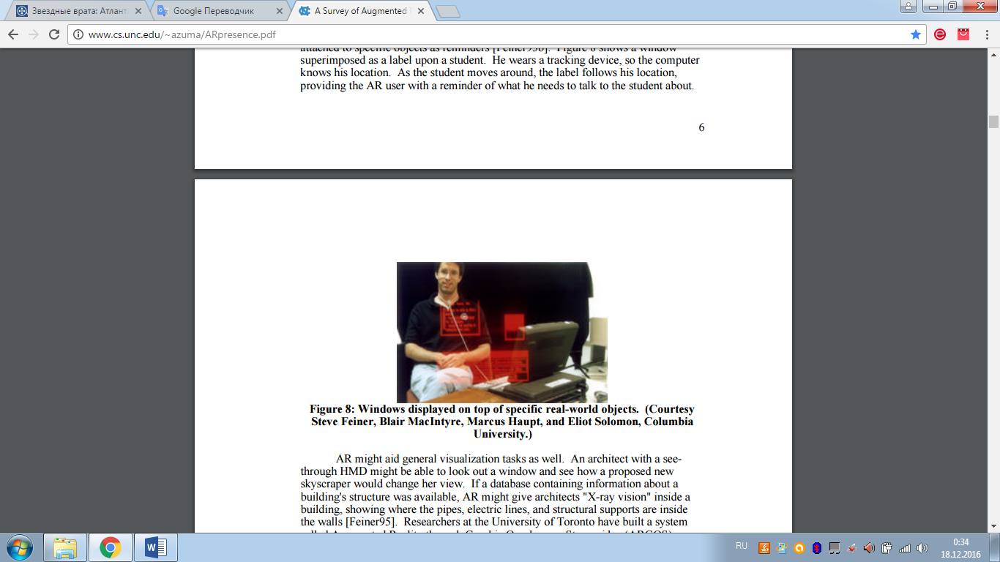 Звездные врата: Атлант
Google Переводчик
A Survey of Augmented
www.cs.unc.edu/~azuma/ARpresence.pdf
attached to specific objects as reminders [Feiner93b]. Figure 8 shows a window
superimposed as a label upon a student. He wears a tracking device, so the computer
knows his location. As the student moves around, the label follows his location,
providing the AR user with a reminder of what he needs to talk to the student about.
6
Figure 8: Windows displayed on top of specific real-world objects. (Courtesy
Steve Feiner, Blair MacIntyre, Marcus Haupt, and Eliot Solomon, Columbia
University.)
AR might aid general visualization tasks as well. An architect with a see-
through HMD might be able to look out a window and see how a proposed new
skyscraper would change her view. If a database containing information about a
building's structure was available, AR might give architects "X-ray vision" inside a
building, showing where the pipes, electric lines, and structural supports are inside
the walls [Feiner95]. Researchers at the University of Toronto have built a system
RU
0:34
18.12.2016